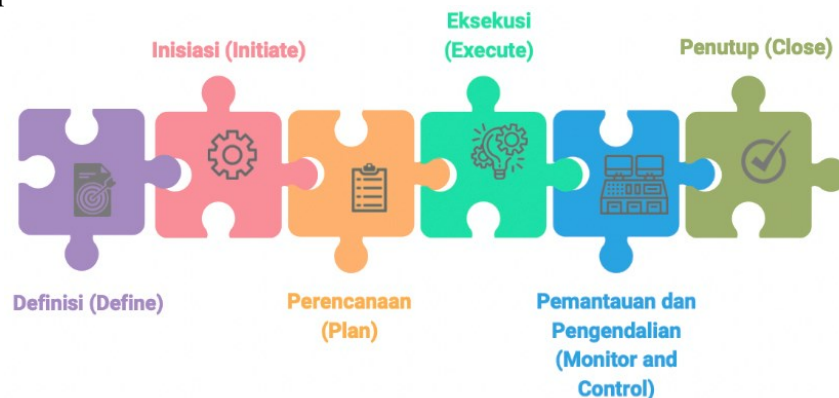 Definisi (Define)
Inisiasi (Initiate)
Perencanaan
(Plan)
Eksekusi
(Execute)
Pemantauan dan
Pengendalian
(Monitor and
Control)
Penutup (Close)